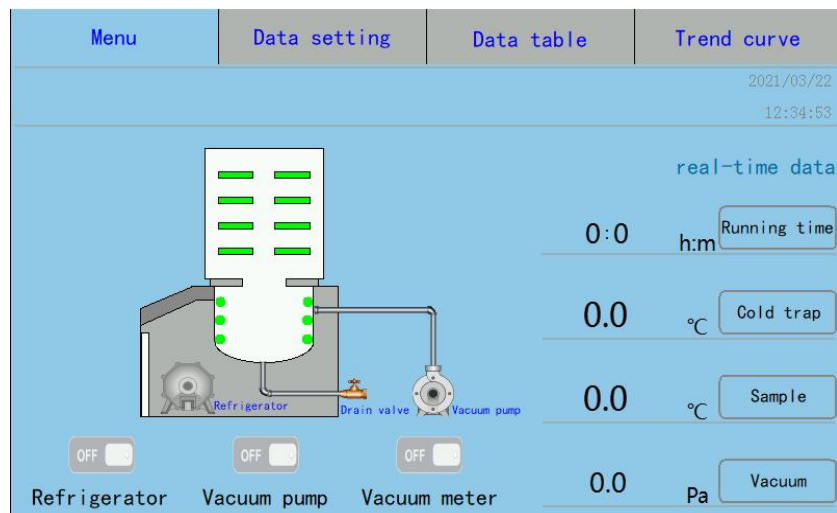 Menu Data setting Data table Trend curve
2021/03/22
12:34:53
real-time data
0:0 h:m Running time
0.0 ℃ Cold trap
0.0 ℃ Sample
0.0 Pa Vacuum
Refrigerator Drain valve Vacuum pump
OFF OFF OFF
Refrigerator Vacuum pump Vacuum meter